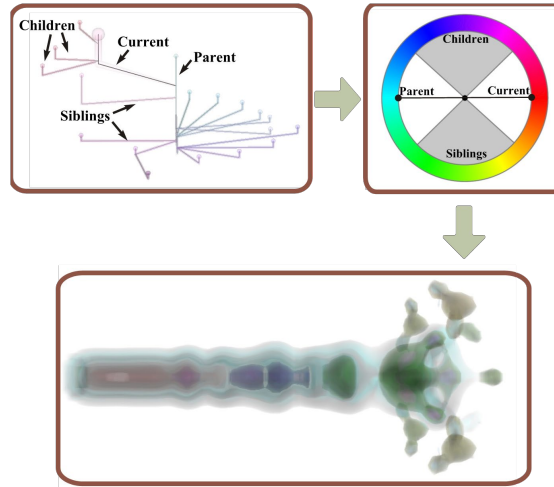 Children
Current
Parent
Siblings
Children
Parent
Current
Siblings